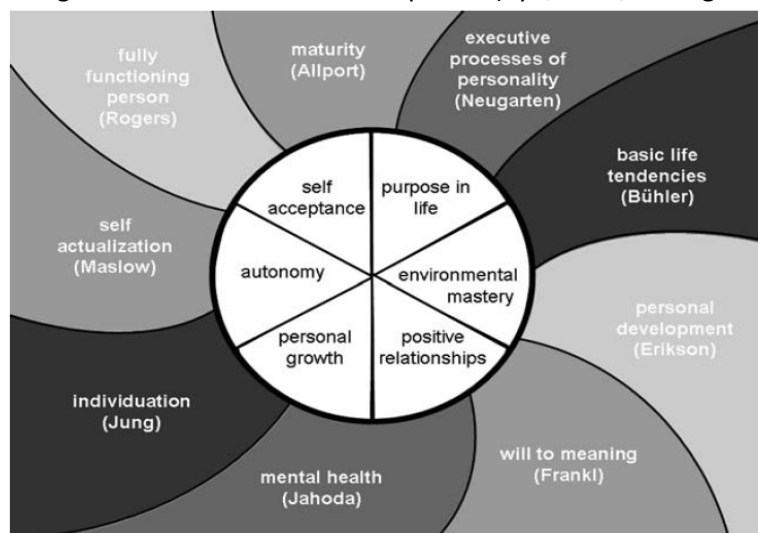 maturity
(Allport)
executive
processes of
personality
(Neugarten)
fully
functioning
person
(Rogers)
basic life
tendencies
(Bühler)
self
acceptance
purpose in
life
self
actualization
(Maslow)
autonomy
environmental
mastery
personal
development
(Erikson)
personal
growth
positive
relationships
individuation
(Jung)
will to meaning
(Frankl)
mental health
(Jahoda)